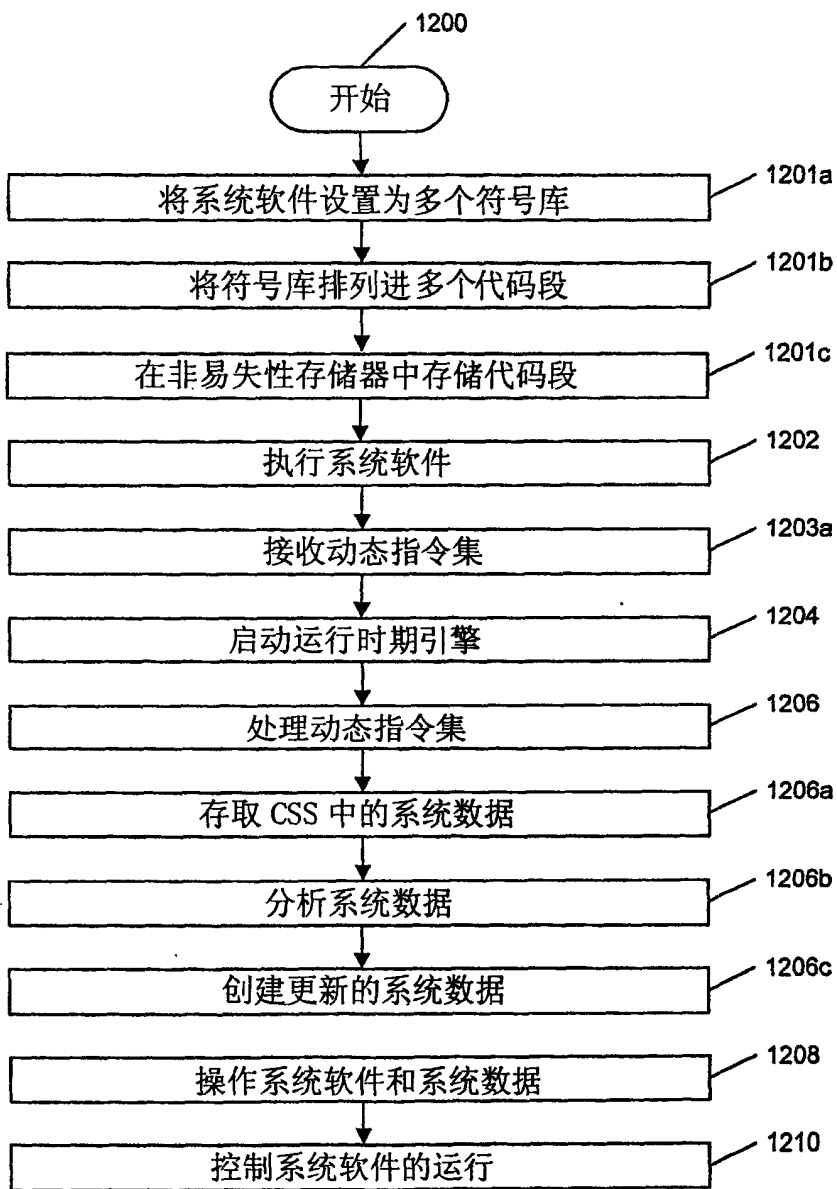 1200
开始
1201a
将系统软件设置为多个符号库
1201b
将符号库排列进多个代码段
1201c
在非易失性存储器中存储代码段
1202
执行系统软件
1203a
接收动态指令集
1204
启动运行时期引擎
1206
处理动态指令集
1206a
存取 CSS 中的系统数据
1206b
分析系统数据
1206c
创建更新的系统数据
1208
操作系统软件和系统数据
1210
控制系统软件的运行